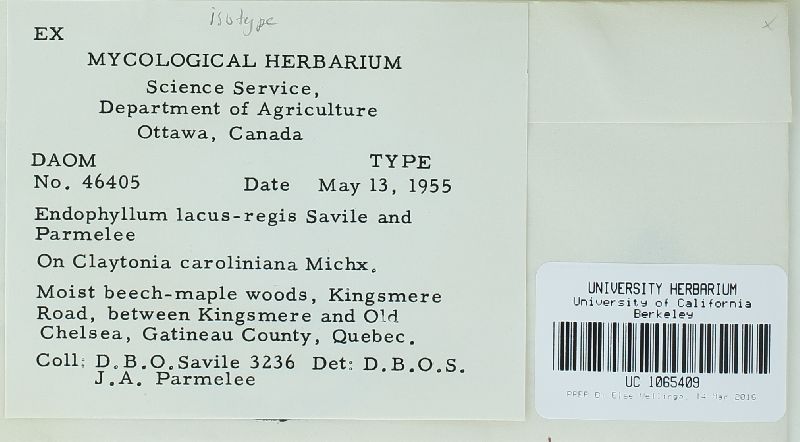 isotype
EX
MYCOLOGICAL HERBARIUM
Science Service,
Department of Agriculture
Ottawa, Canada
DAOM TYPE
No. 46405 Date May 13, 1955
Endophyllum lacus-regis Savile and
Parmelee
On Claytonia caroliniana Michx.
Moist beech-maple woods, Kingsmere
Road, between Kingsmere and Old
Chelsea, Gatineau County, Quebec.
Coll: D.B.O.Savile 3236 Det: D.B.O.S.
J.A. Parmelee
x
UNIVERSITY HERBARIUM
University of California
Berkeley
UC 1065409
PREP D. Else Vellinga, 14 Mar 2016